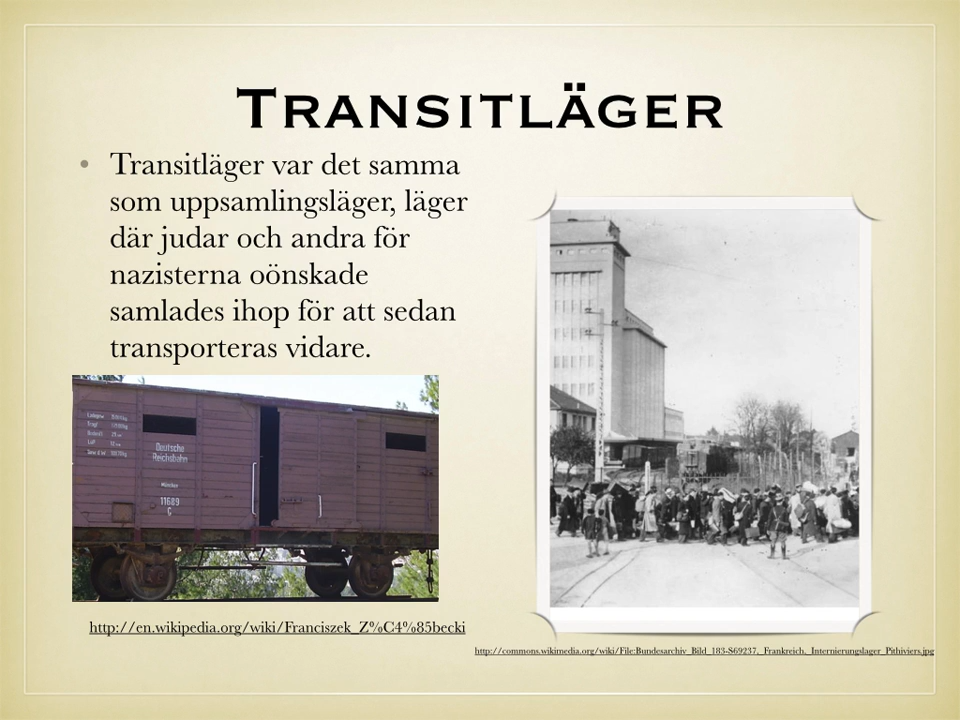 Transitläger
• Transitläger var det samma
som uppsamlingsläger, läger
där judar och andra för
nazisterna oönskade
samlades ihop för att sedan
transporteras vidare.
Deutsche
Reichsbahn
München
11689
G
http://en.wikipedia.org/wiki/Franciszek_Z%C4%85becki
http://commons.wikimedia.org/wiki/File:Bundesarchiv_Bild_183-S69237,_Frankreich,_Internierungslager_Pithiviers.jpg